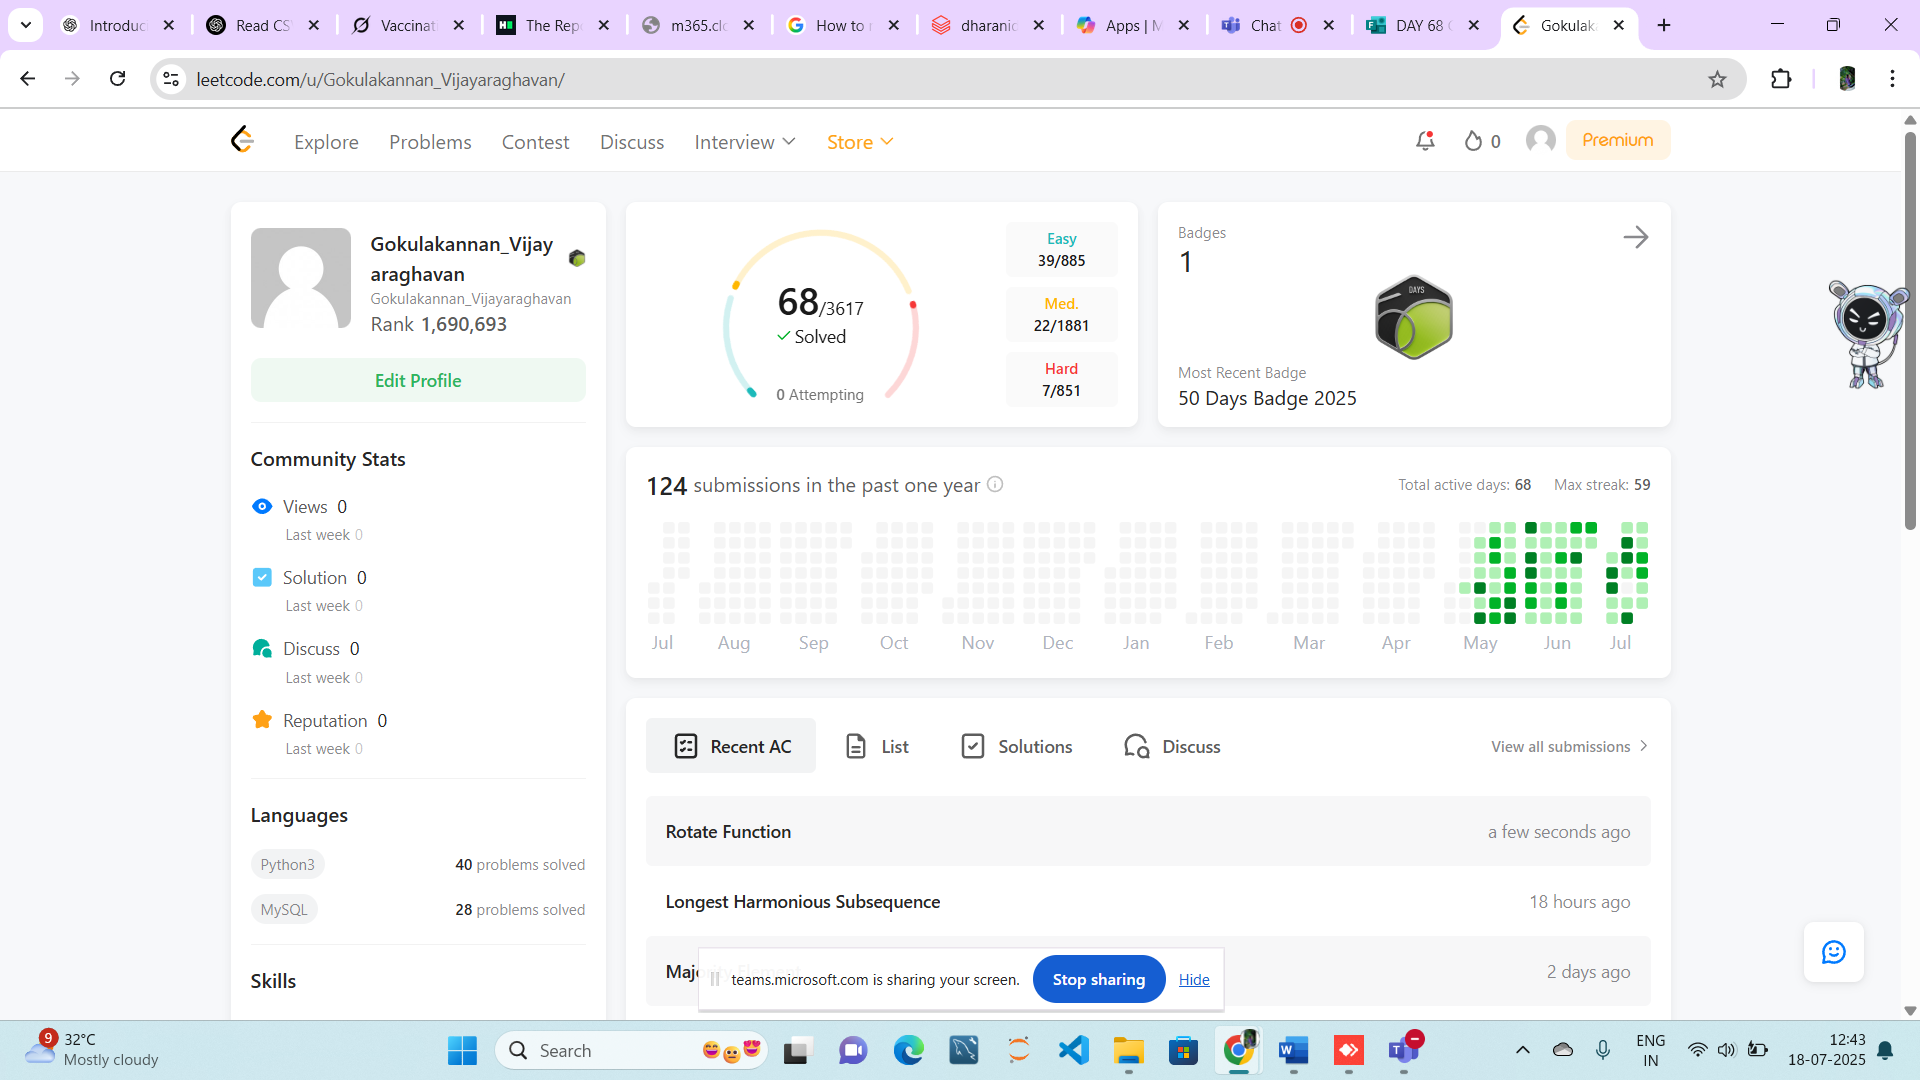 Introduc
Read CS
Vaccinat
The Rep
m365.clo
How to r
dharanic
Apps | M
Chat
DAY 68 C
Gokulaka
leetcode.com/u/Gokulakannan_Vijayaraghavan/
Explore
Problems
Contest
Discuss
Interview
Store
0
Premium
Gokulakannan_Vijay
araghavan
Gokulakannan_Vijayaraghavan
Rank 1,690,693
Edit Profile
Community Stats
Views 0
Last week 0
Solution 0
Last week 0
Discuss 0
Last week 0
Reputation 0
Last week 0
Languages
Python3 40 problems solved
MySQL 28 problems solved
Skills
68/3617
Solved
0 Attempting
Easy
39/885
Med.
22/1881
Hard
7/851
Badges
1
DAYS
Most Recent Badge
50 Days Badge 2025
124 submissions in the past one year
Total active days: 68 Max streak: 59
Jul Aug Sep Oct Nov Dec Jan Feb Mar Apr May Jun Jul
Recent AC
List
Solutions
Discuss
View all submissions
Rotate Function a few seconds ago
Longest Harmonious Subsequence 18 hours ago
2 days ago
teams.microsoft.com is sharing your screen.
Stop sharing
Hide
9
32°C
Mostly cloudy
Search
ENG
IN
12:43
18-07-2025